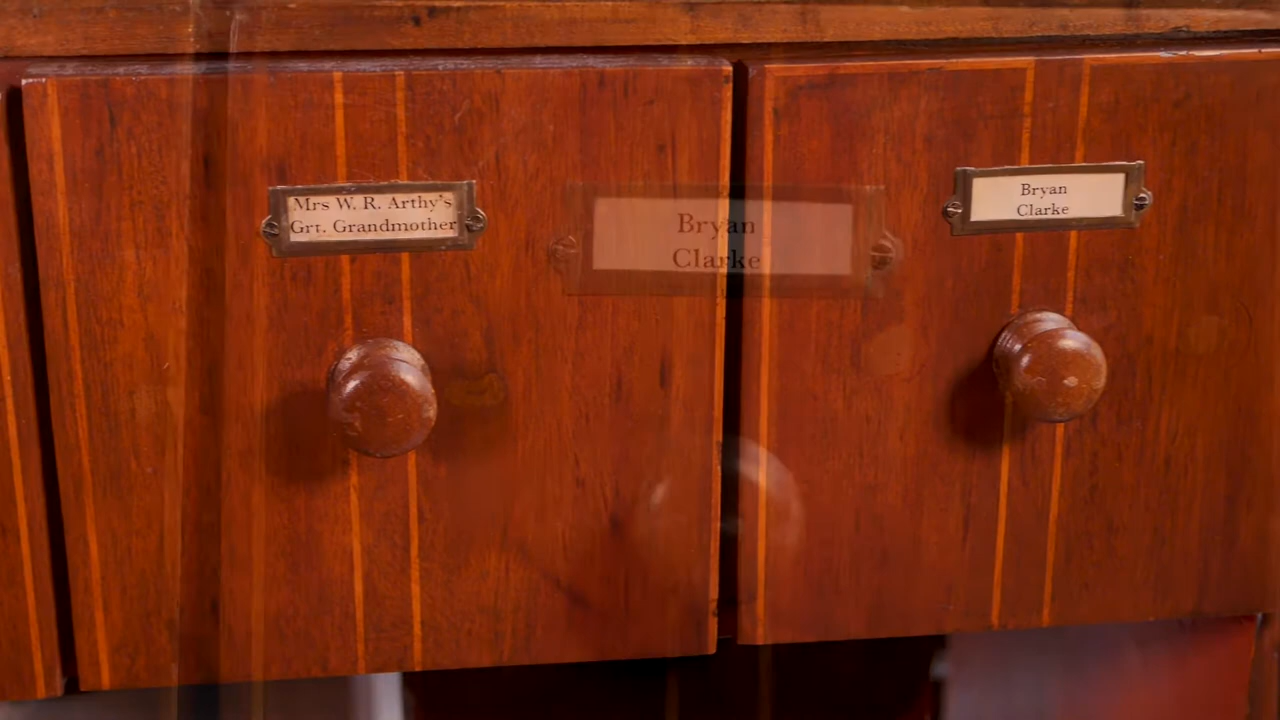 Mrs W. R. Arthy's
Grt. Grandmother
Bryan
Clarke
Bryan
Clarke